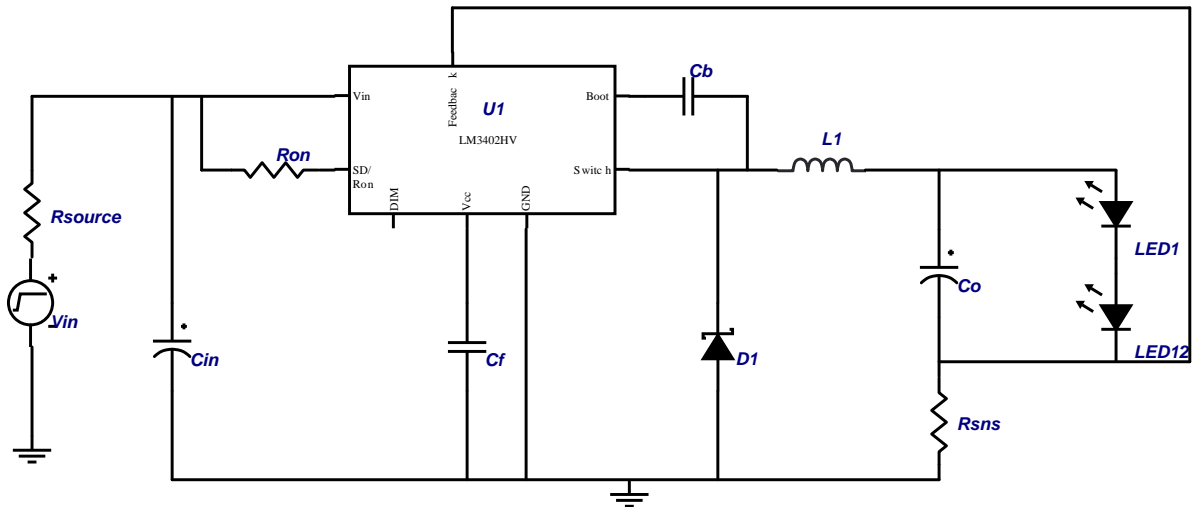 Cb
Feedbac k
U1
Vin
Boot
LM3402HV
L1
Ron
SD/
Ron
Switc h
DIM
Vcc
GND
Rsource
+
Vin
-
Cin
Cf
D1
Co
LED1
LED12
Rsns